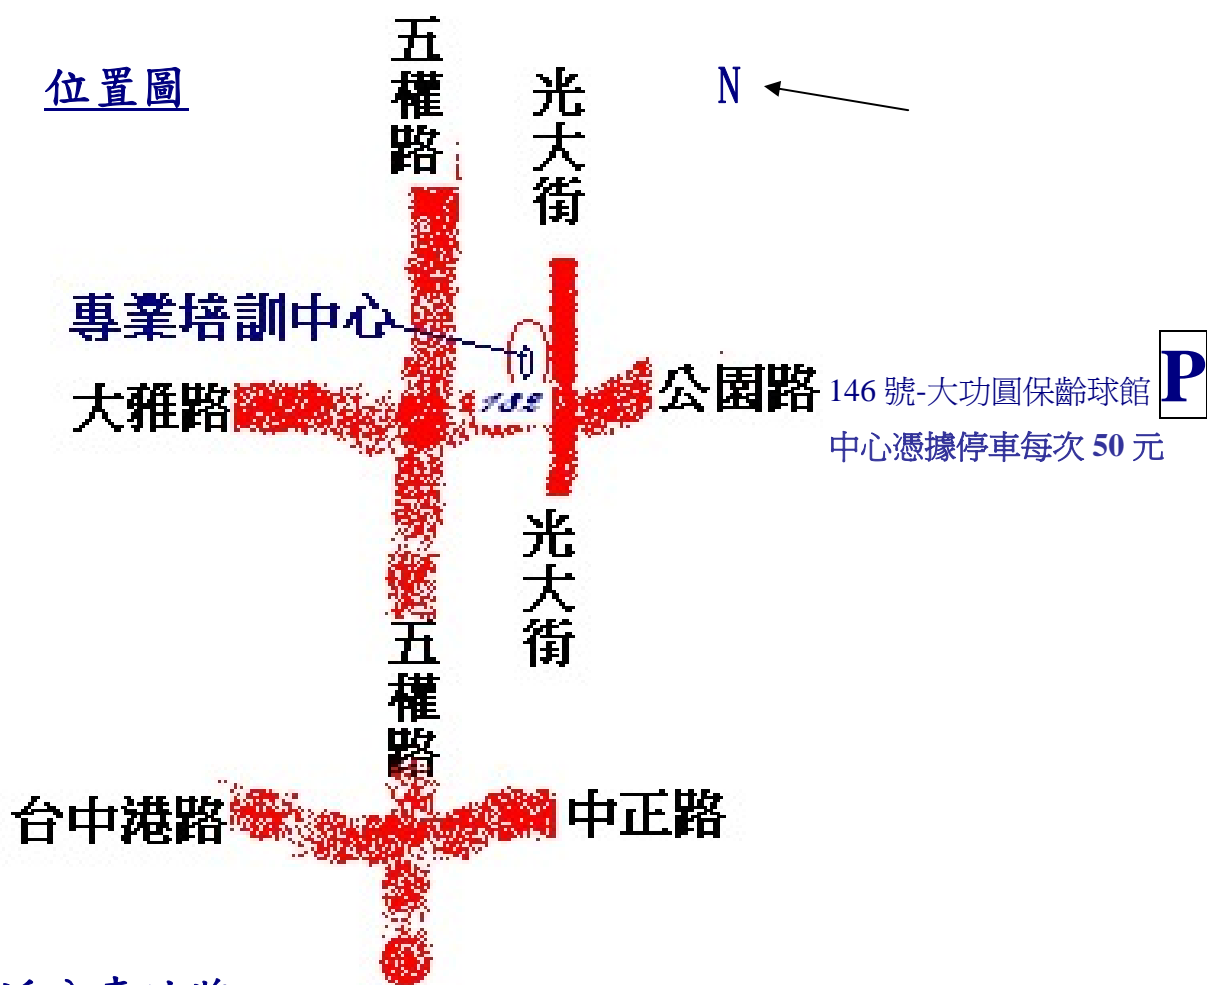 位置圖
五權路
光大街
N
專業培訓中心
大雅路
公園路
146 號-大功圓保齡球館
P
中心憑據停車每次 50 元
光大街
五權路
台中港路
中正路